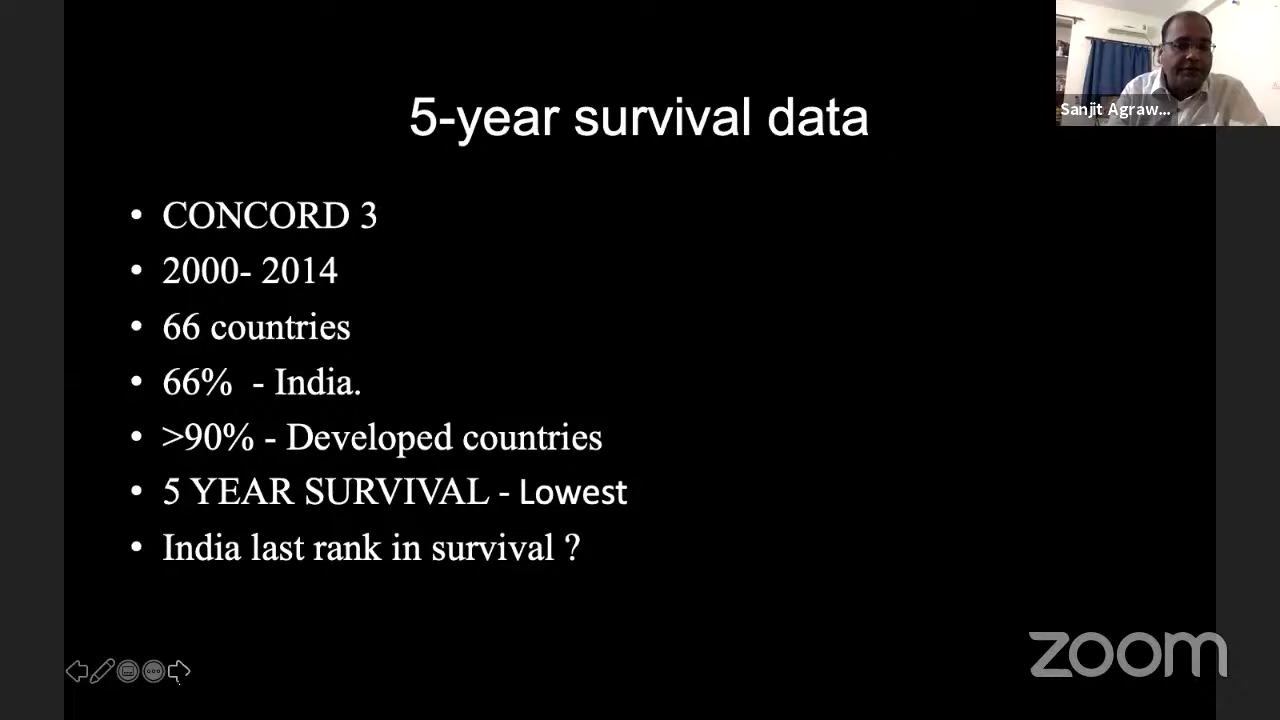 5-year survival data
Sanjit Agraw...
• CONCORD 3
• 2000- 2014
• 66 countries
• 66%  - India.
• >90% - Developed countries
• 5 YEAR SURVIVAL - Lowest
• India last rank in survival ?
zoom